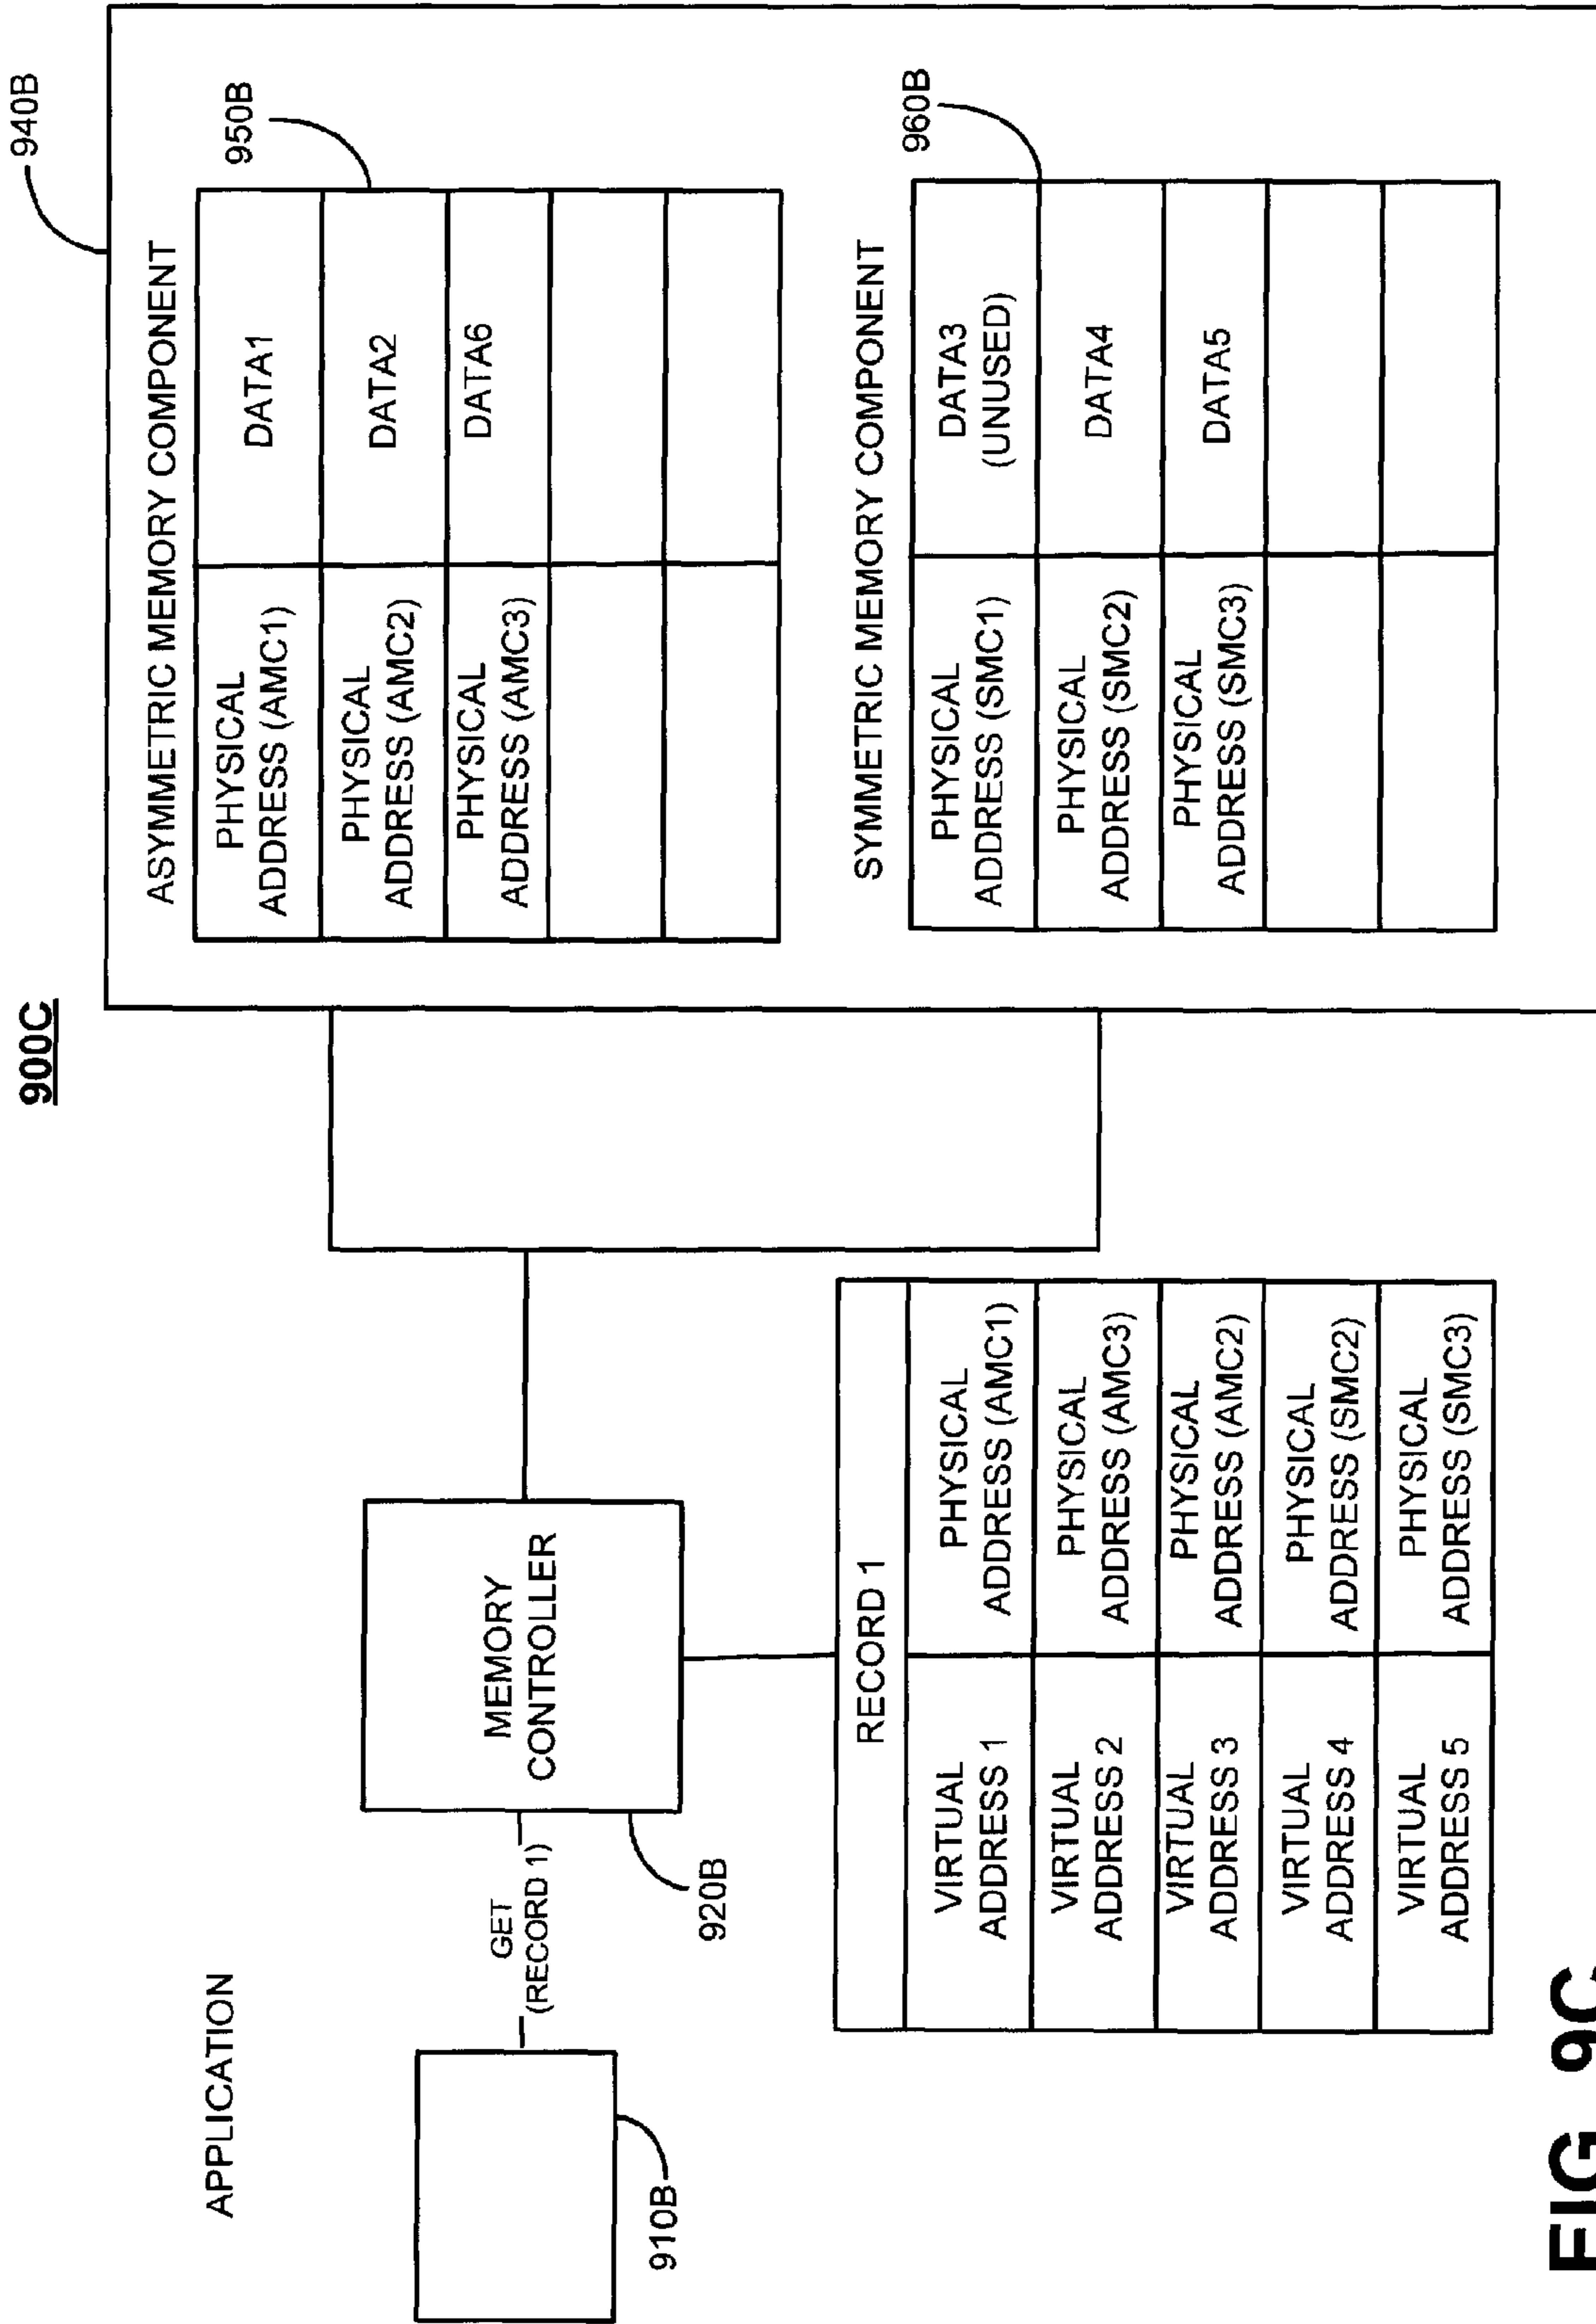 900C
APPLICATION
910B
GET
(RECORD 1)
920B
MEMORY
CONTROLLER
RECORD 1
VIRTUAL
ADDRESS 1
PHYSICAL
ADDRESS (AMC1)
VIRTUAL
ADDRESS 2
PHYSICAL
ADDRESS (AMC3)
VIRTUAL
ADDRESS 3
PHYSICAL
ADDRESS (AMC2)
VIRTUAL
ADDRESS 4
PHYSICAL
ADDRESS (SMC2)
VIRTUAL
ADDRESS 5
PHYSICAL
ADDRESS (SMC3)
940B
ASYMMETRIC MEMORY COMPONENT
950B
PHYSICAL
ADDRESS (AMC1)
DATA1
PHYSICAL
ADDRESS (AMC2)
DATA2
PHYSICAL
ADDRESS (AMC3)
DATA6
SYMMETRIC MEMORY COMPONENT
960B
PHYSICAL
ADDRESS (SMC1)
DATA3
(UNUSED)
PHYSICAL
ADDRESS (SMC2)
DATA4
PHYSICAL
ADDRESS (SMC3)
DATA5
FIG 9C